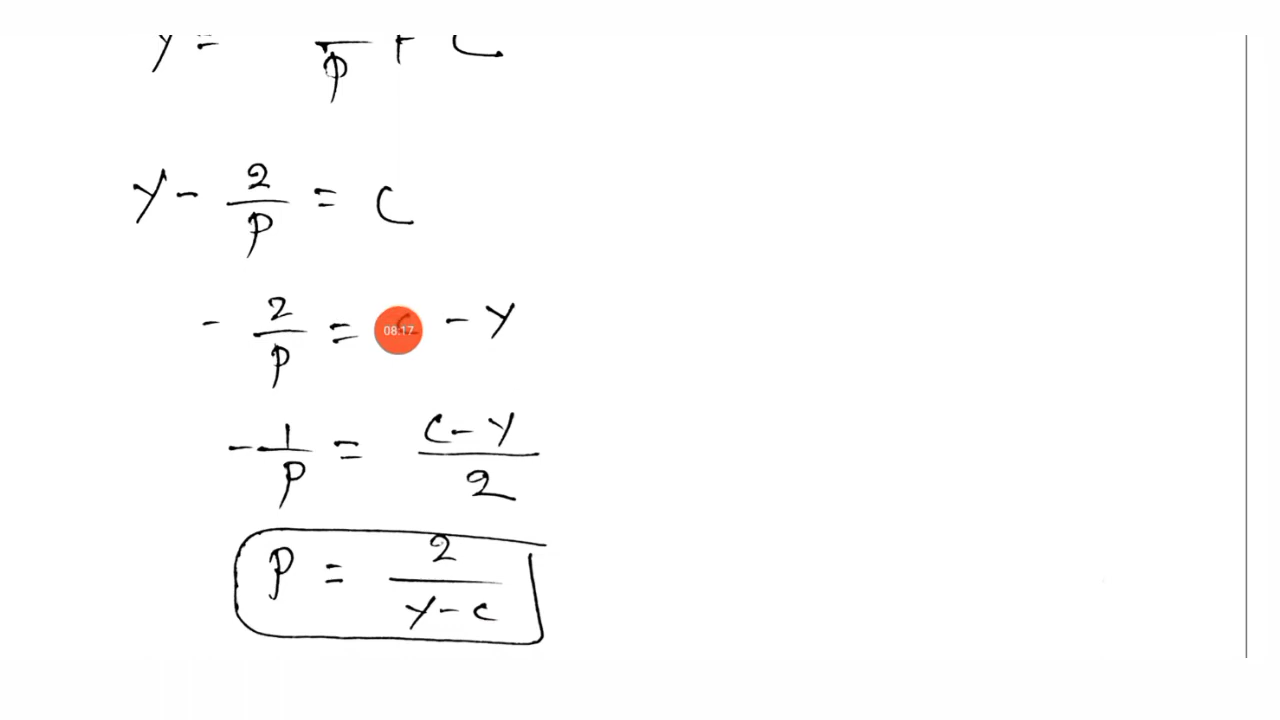 y = — p + c
y - 2/p = c
- 2/p = c - y
08:17
- 1/p = c - y / 2
p = 2 / y - c